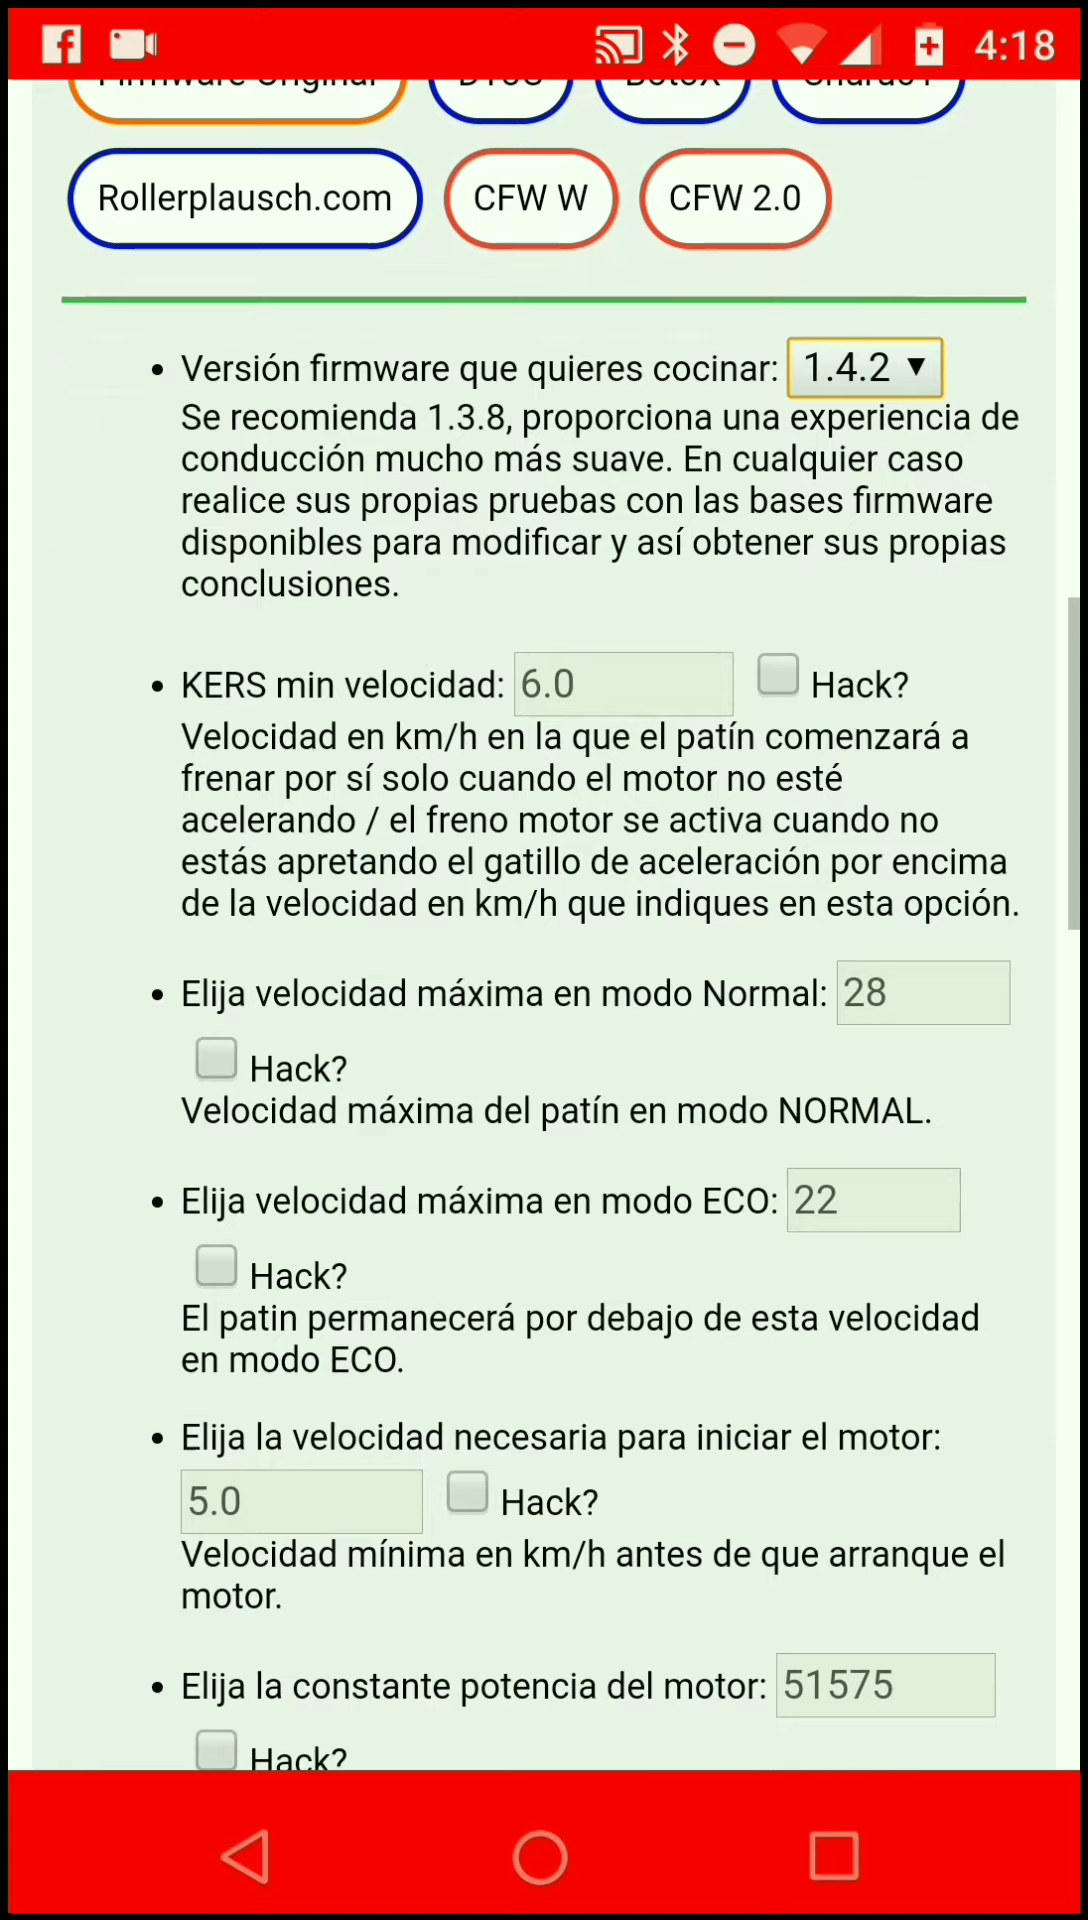 4:18
Rollerplausch.com CFW W CFW 2.0
Versión firmware que quieres cocinar: 1.4.2
Se recomienda 1.3.8, proporciona una experiencia de
conducción mucho más suave. En cualquier caso
realice sus propias pruebas con las bases firmware
disponibles para modificar y así obtener sus propias
conclusiones.
KERS min velocidad: 6.0 Hack?
Velocidad en km/h en la que el patín comenzará a
frenar por sí solo cuando el motor no esté
acelerando / el freno motor se activa cuando no
estás apretando el gatillo de aceleración por encima
de la velocidad en km/h que indiques en esta opción.
Elija velocidad máxima en modo Normal: 28
Hack?
Velocidad máxima del patín en modo NORMAL.
Elija velocidad máxima en modo ECO: 22
Hack?
El patin permanecerá por debajo de esta velocidad
en modo ECO.
Elija la velocidad necesaria para iniciar el motor:
5.0 Hack?
Velocidad mínima en km/h antes de que arranque el
motor.
Elija la constante potencia del motor: 51575
Hack?